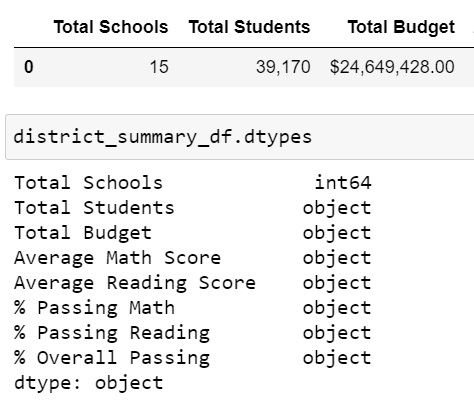 Total Schools Total Students Total Budget
0 15 39,170 $24,649,428.00
district_summary_df.dtypes
Total Schools int64
Total Students object
Total Budget object
Average Math Score object
Average Reading Score object
% Passing Math object
% Passing Reading object
% Overall Passing object
dtype: object